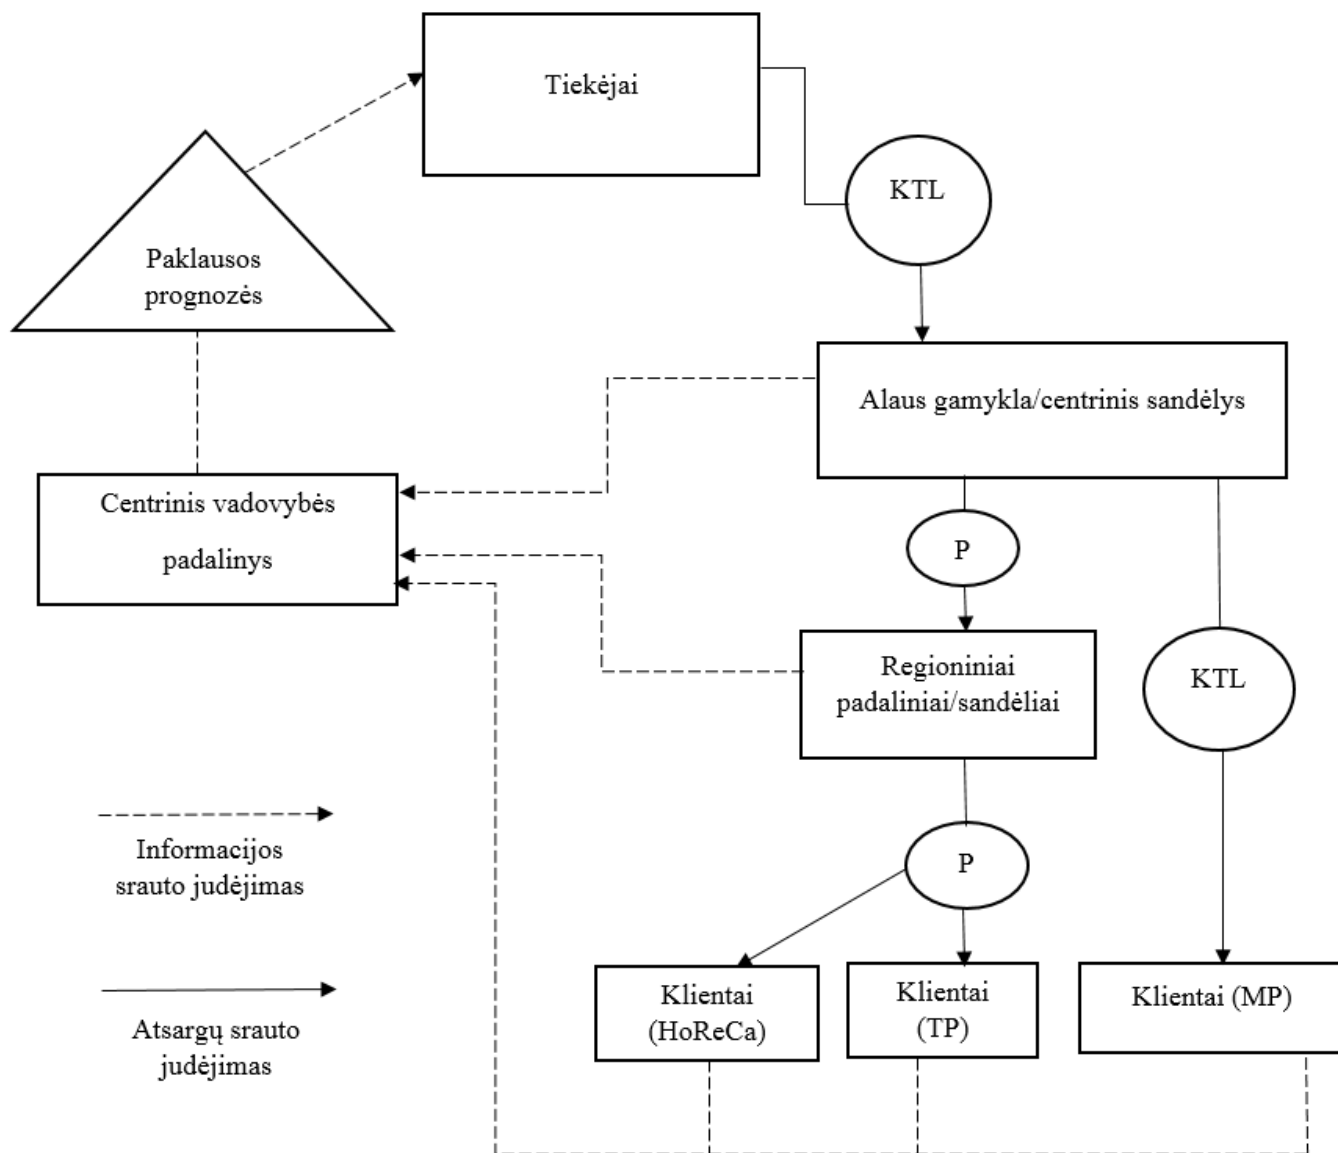 Tiekėjai
KTL
Paklausos
prognozės
Alaus gamykla/centrinis sandėlys
Centrinis vadovybės
padalinys
P
Regioniniai
padaliniai/sandėliai
KTL
Informacijos
srauto judėjimas
P
Klientai
(HoReCa)
Klientai
(TP)
Klientai (MP)
Atsargų srauto
judėjimas